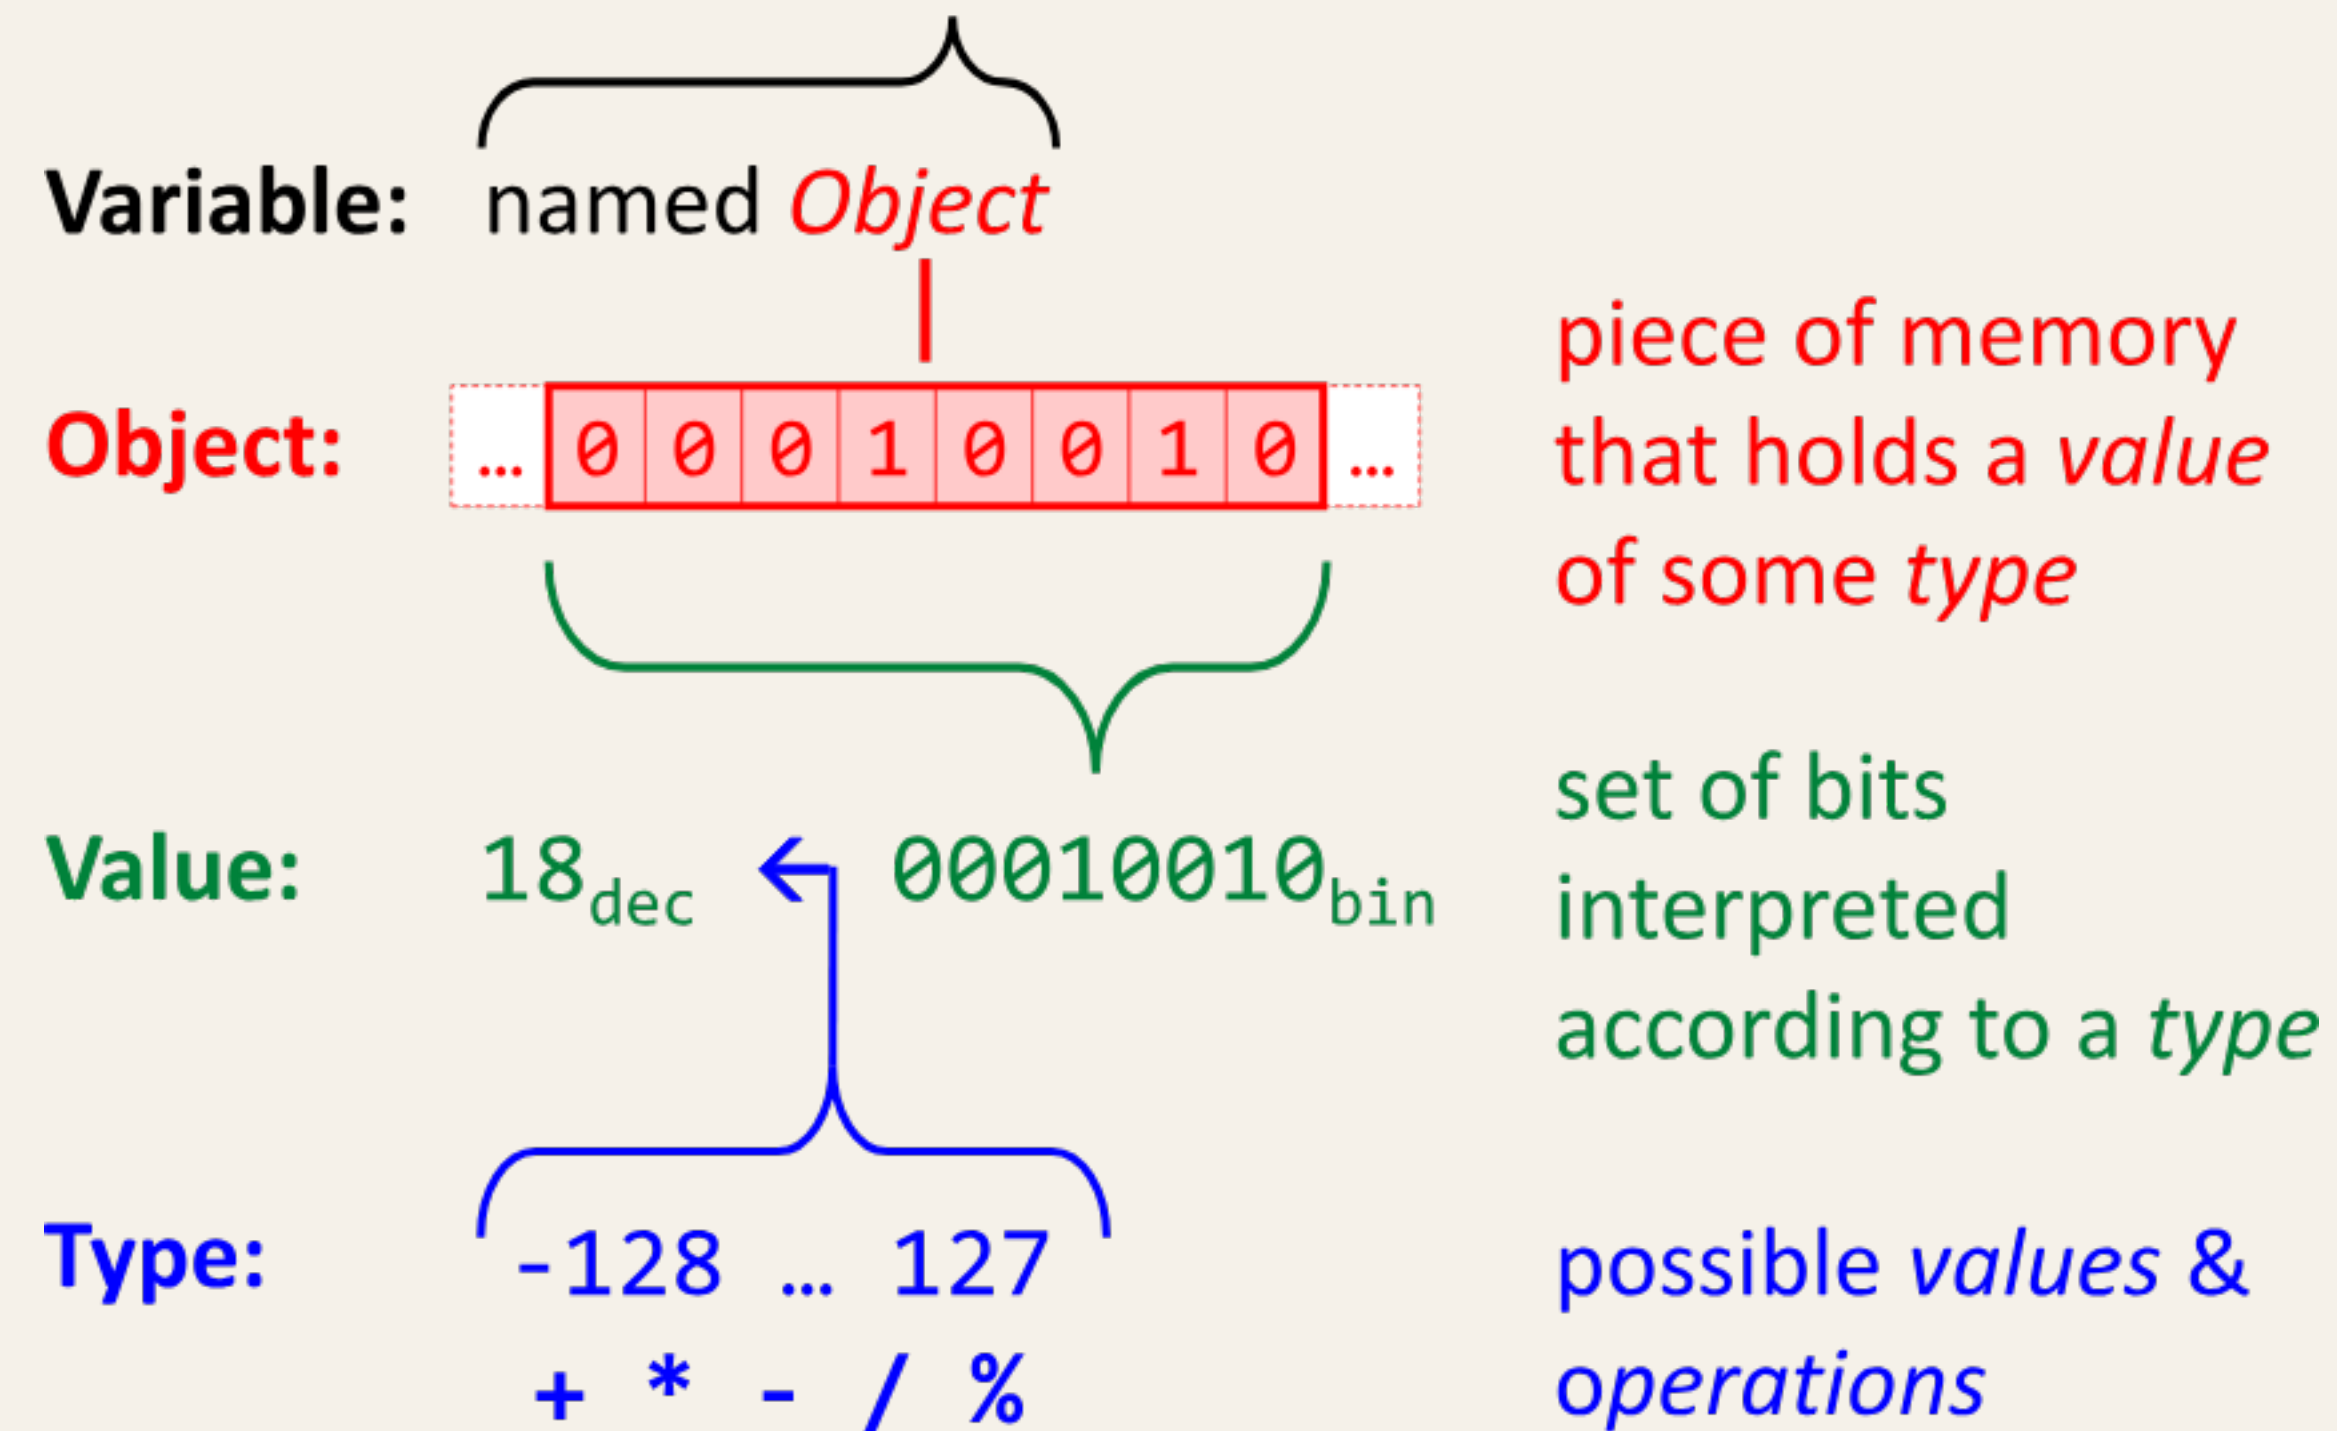 Variable: named Object
Object: … 0 0 0 1 0 0 1 0 …
piece of memory
that holds a value
of some type
Value: 18dec ← 00010010bin
set of bits
interpreted
according to a type
Type: -128 … 127
+ * - / %
possible values &
operations